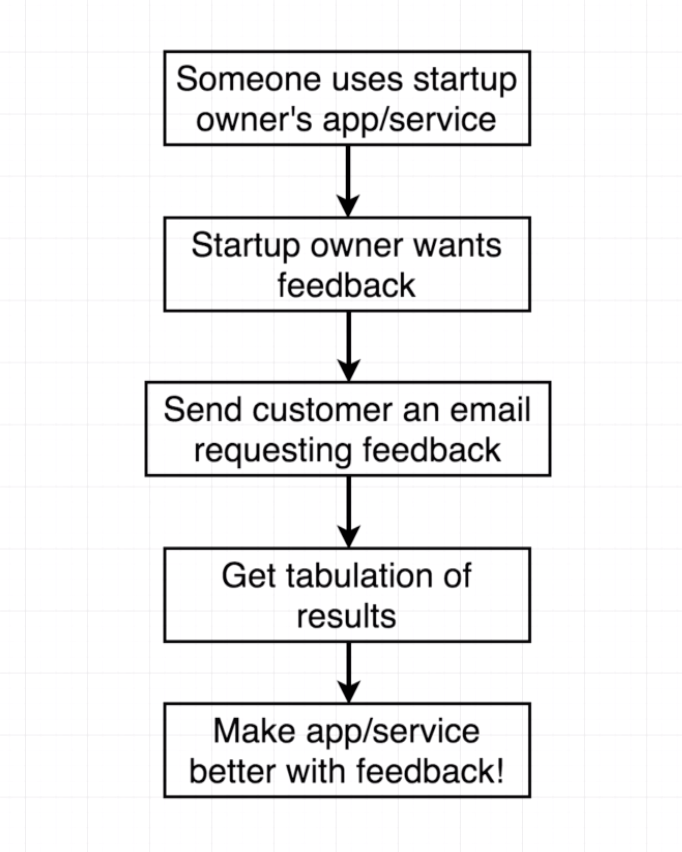 Someone uses startup
owner's app/service
Startup owner wants
feedback
Send customer an email
requesting feedback
Get tabulation of
results
Make app/service
better with feedback!